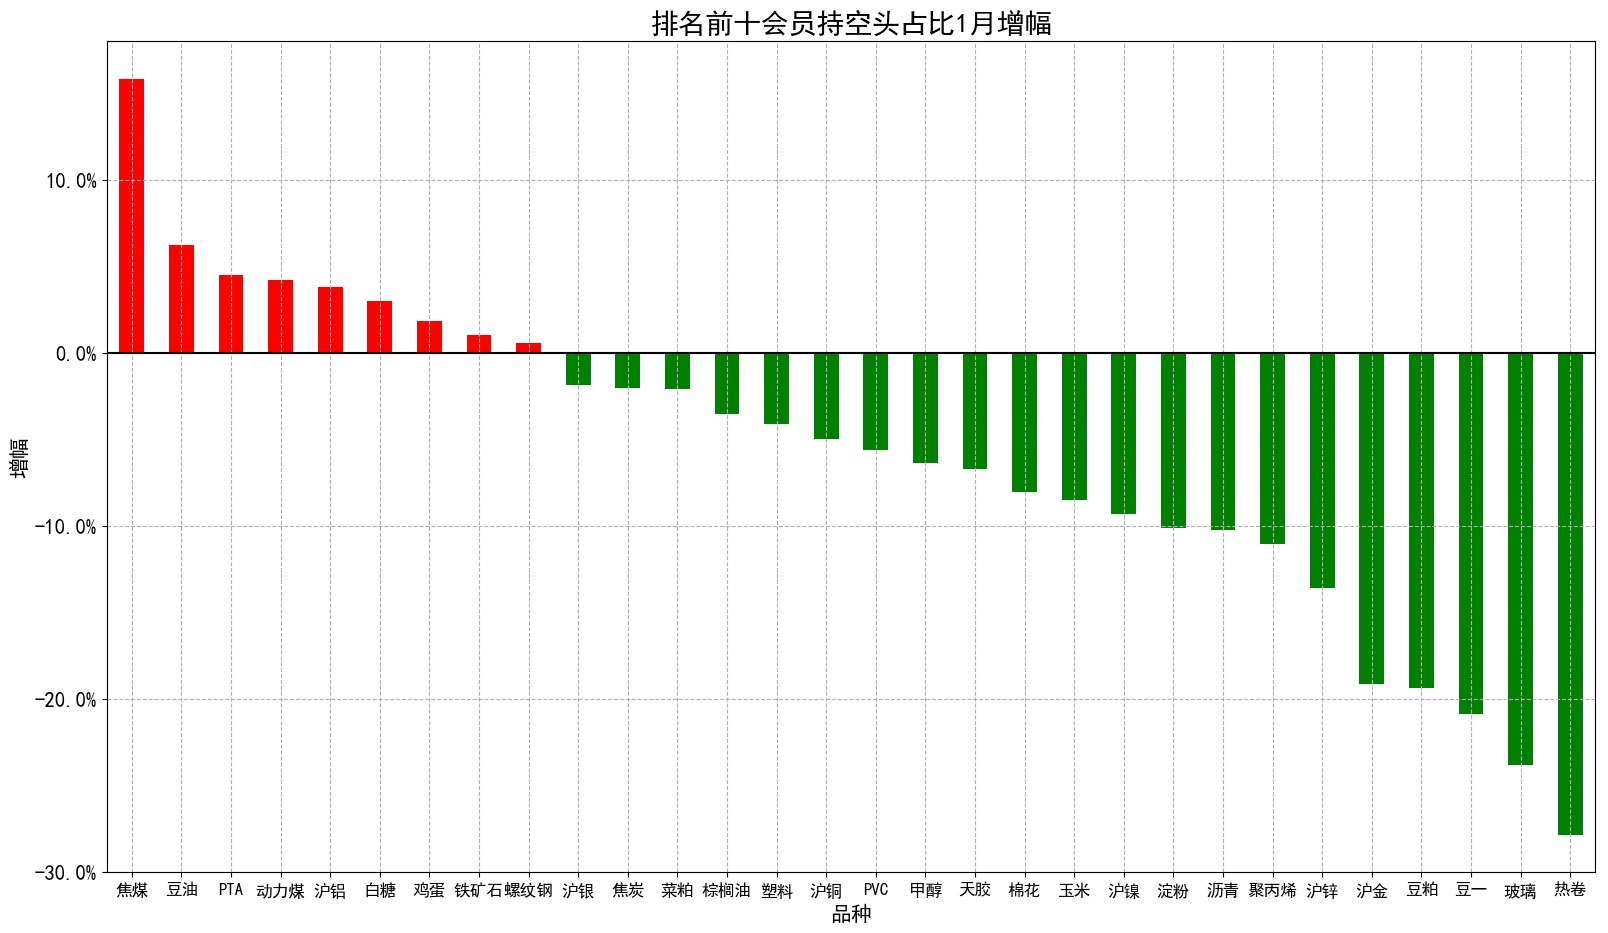 排名前十会员持空头占比1月增幅
10.0%
0.0%
-10.0%
-20.0%
-30.0%
增幅
焦煤 豆油 PTA 动力煤 沪铝 白糖 鸡蛋 铁矿石 螺纹钢 沪银 焦炭 菜粕 棕榈油 塑料 沪铜 PVC 甲醇 天胶 棉花 玉米 沪镍 淀粉 沥青 聚丙烯 沪锌 沪金 豆粕 豆一 玻璃 热卷
品种